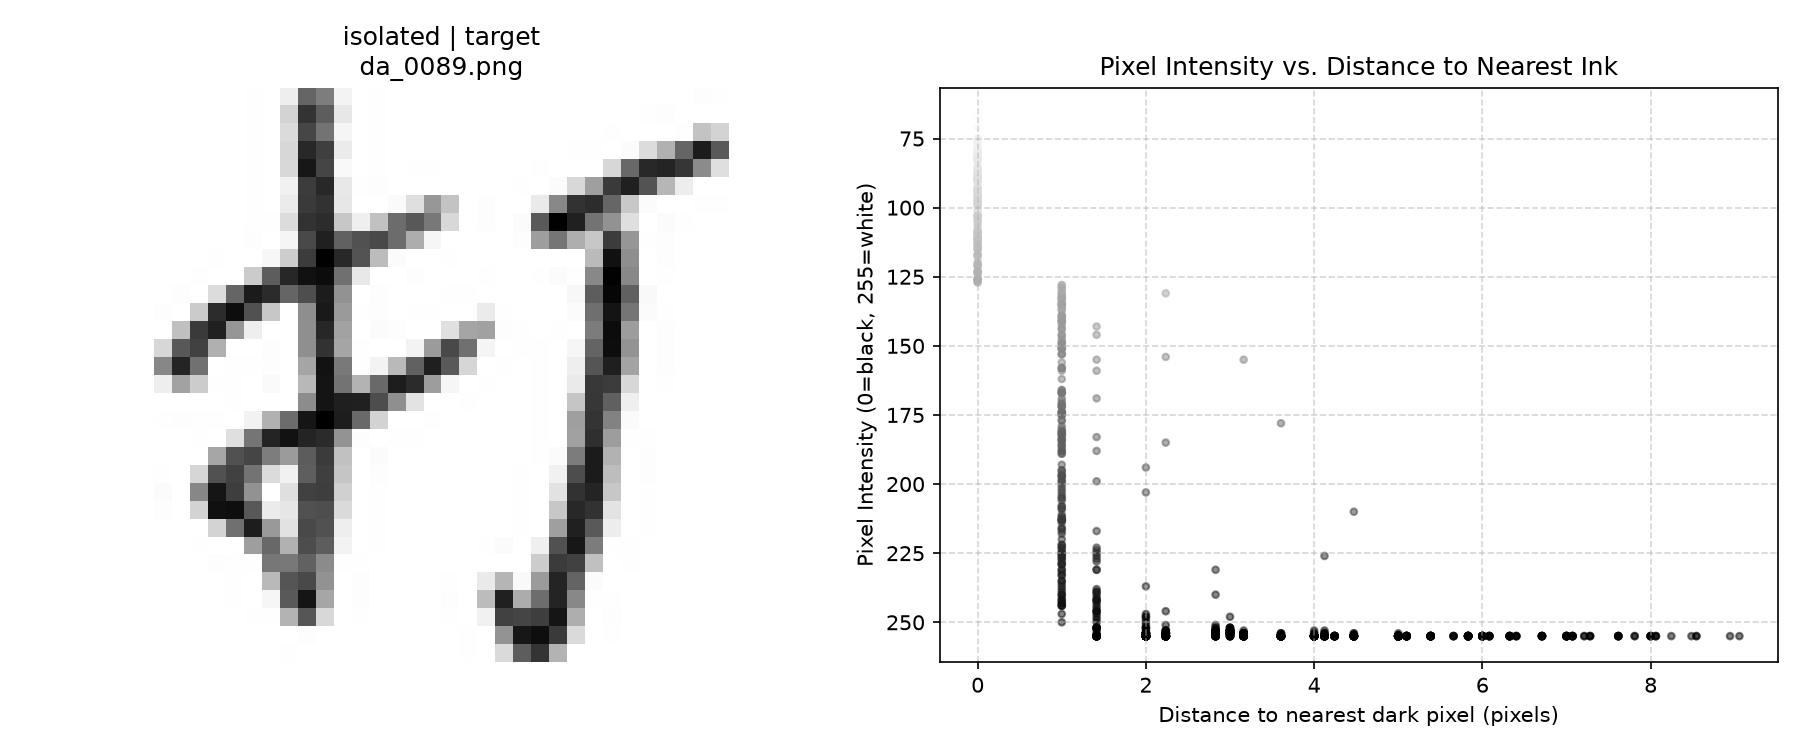 isolated | target
da_0089.png
打
Pixel Intensity vs. Distance to Nearest Ink
Pixel Intensity (0=black, 255=white)
75
100
125
150
175
200
225
250
0 2 4 6 8
Distance to nearest dark pixel (pixels)